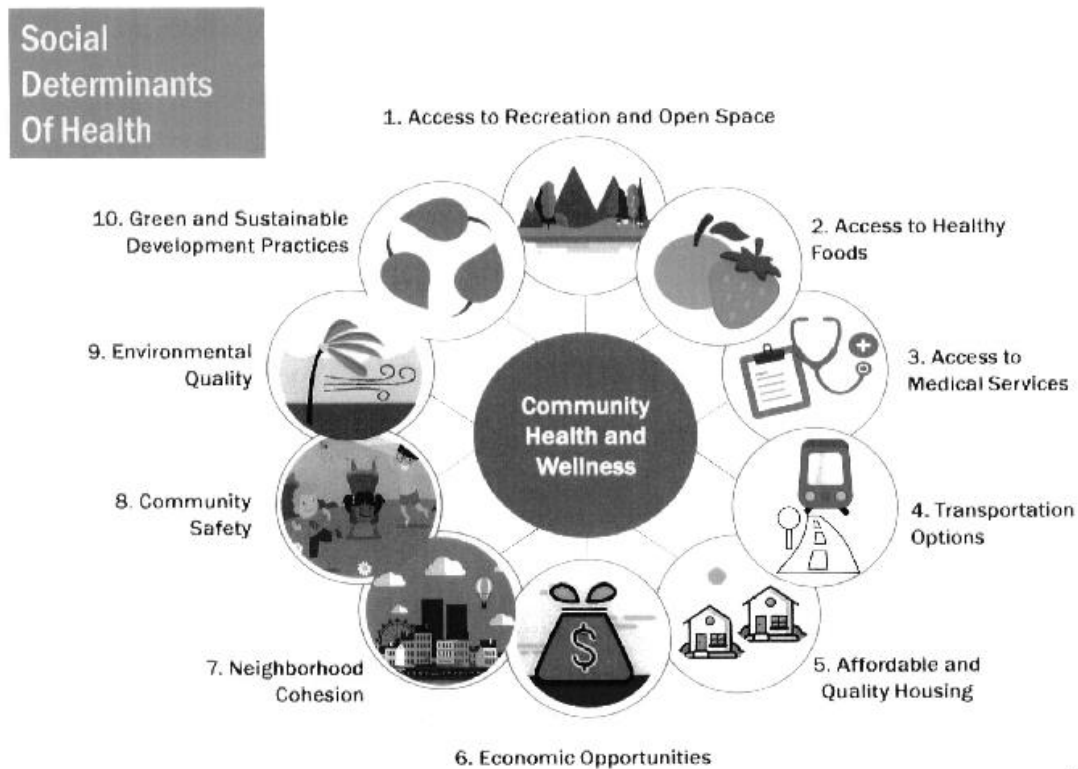 Social
Determinants
Of Health
1. Access to Recreation and Open Space
2. Access to Healthy
Foods
3. Access to
Medical Services
4. Transportation
Options
5. Affordable and
Quality Housing
6. Economic Opportunities
7. Neighborhood
Cohesion
8. Community
Safety
9. Environmental
Quality
10. Green and Sustainable
Development Practices
Community
Health and
Wellness
$